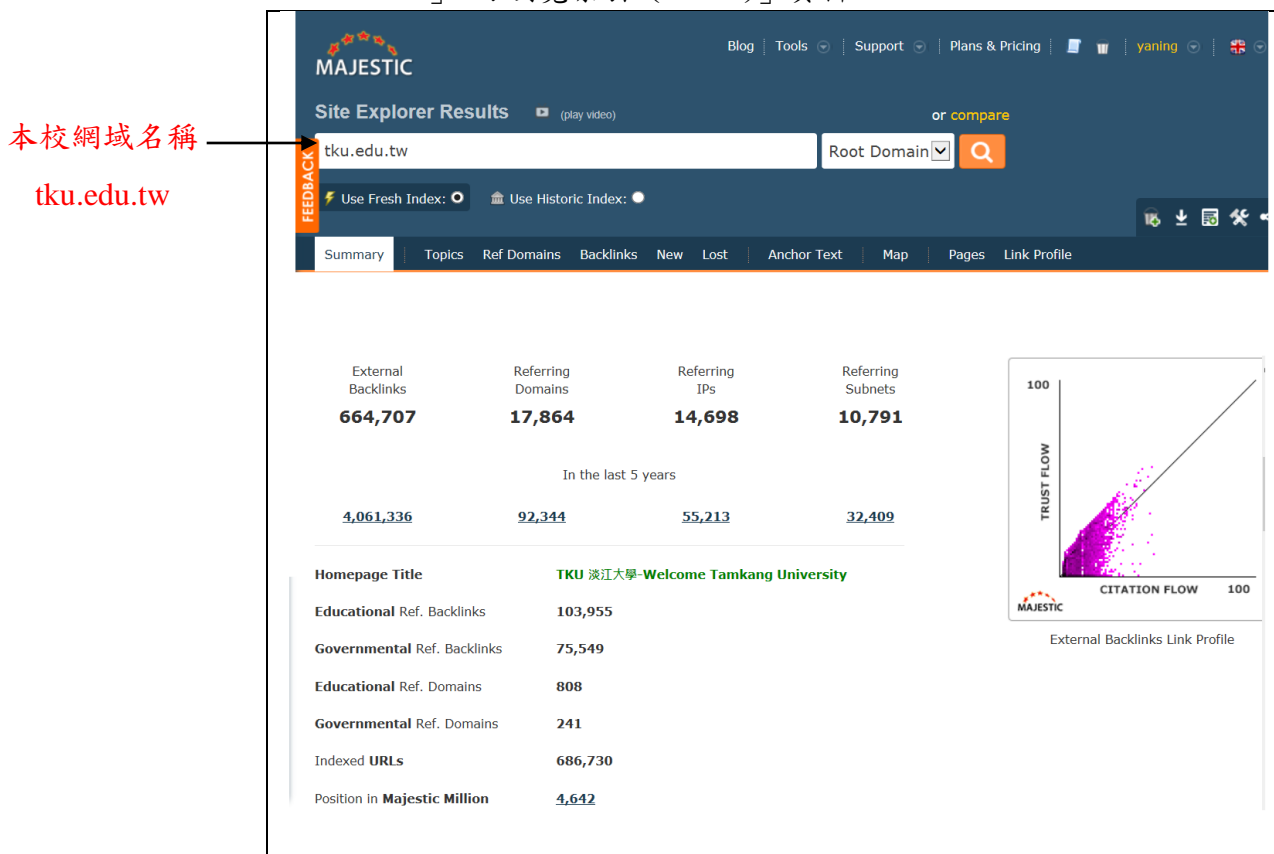 MAJESTIC
Blog Tools Support Plans & Pricing yaning
Site Explorer Results (play video)
or compare
本校網域名稱
tku.edu.tw
tku.edu.tw
Root Domain
FEEDBACK
Use Fresh Index: Use Historic Index:
Summary Topics Ref Domains Backlinks New Lost Anchor Text Map Pages Link Profile
External Backlinks
Referring Domains
Referring IPs
Referring Subnets
664,707 17,864 14,698 10,791
In the last 5 years
4,061,336 92,344 55,213 32,409
Homepage Title TKU 淡江大學-Welcome Tamkang University
Educational Ref. Backlinks 103,955
Governmental Ref. Backlinks 75,549
Educational Ref. Domains 808
Governmental Ref. Domains 241
Indexed URLs 686,730
Position in Majestic Million 4,642
100
TRUST FLOW
CITATION FLOW 100
MAJESTIC
External Backlinks Link Profile